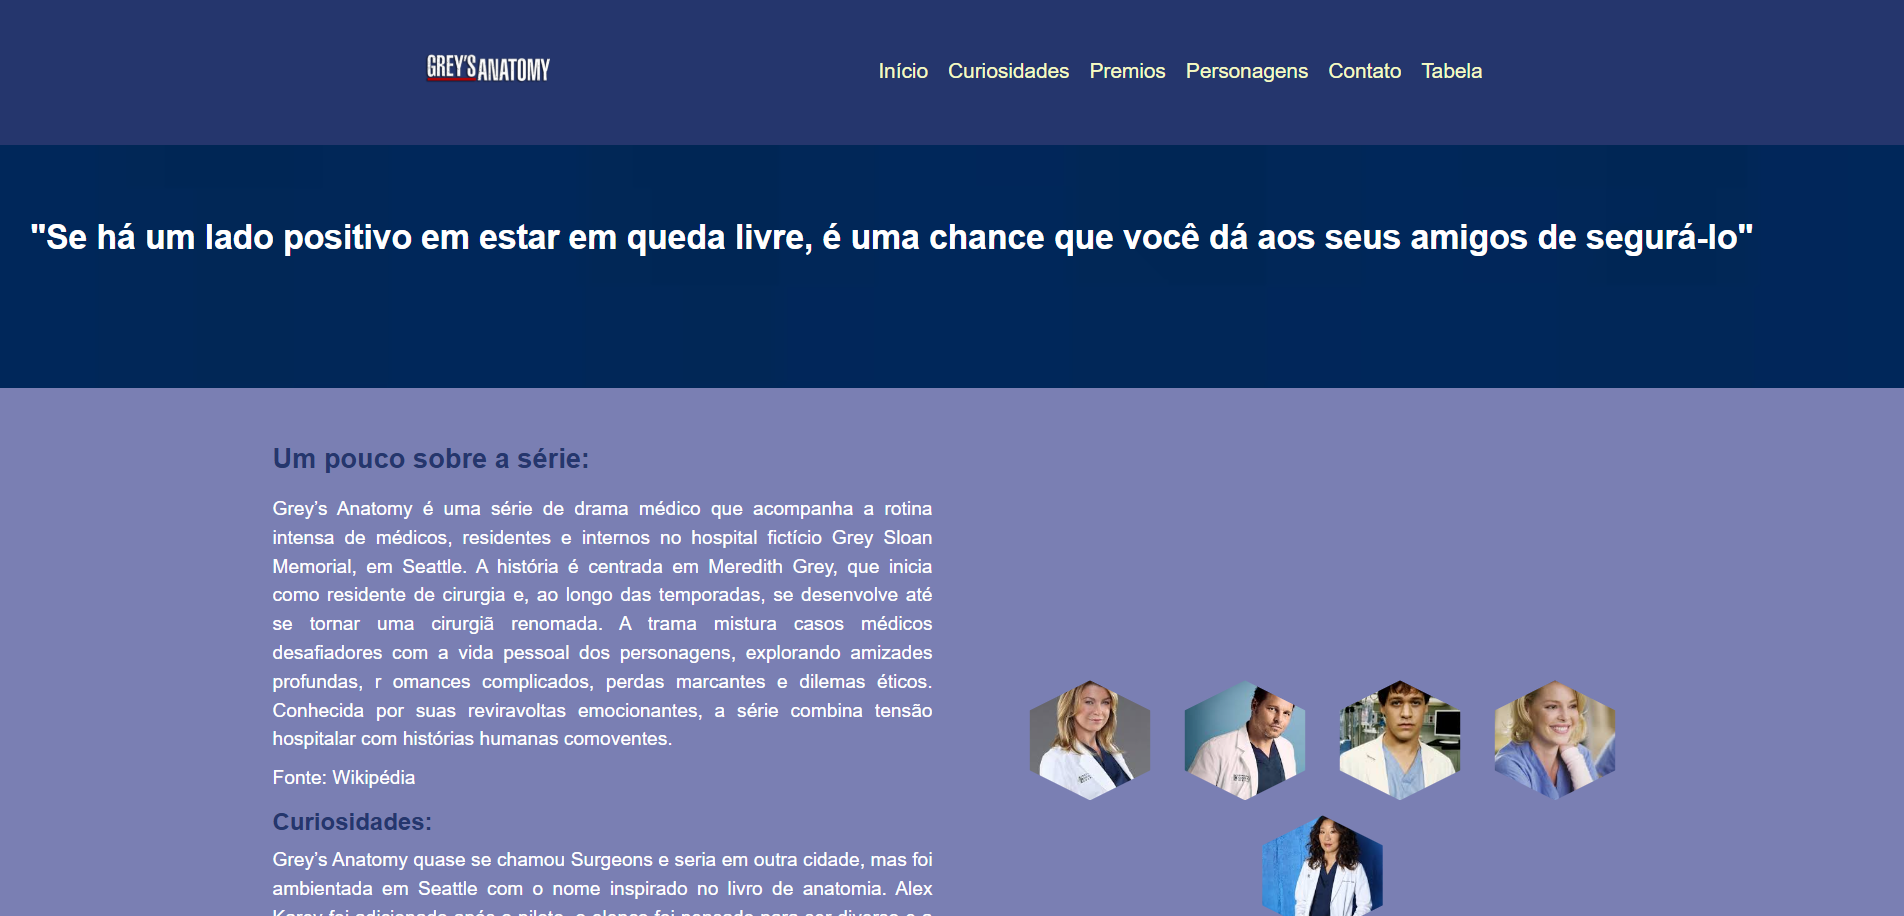 GREY'S ANATOMY
Início Curiosidades Premios Personagens Contato Tabela
"Se há um lado positivo em estar em queda livre, é uma chance que você dá aos seus amigos de segurá-lo"
Um pouco sobre a série:
Grey’s Anatomy é uma série de drama médico que acompanha a rotina
intensa de médicos, residentes e internos no hospital fictício Grey Sloan
Memorial, em Seattle. A história é centrada em Meredith Grey, que inicia
como residente de cirurgia e, ao longo das temporadas, se desenvolve até
se tornar uma cirurgiã renomada. A trama mistura casos médicos
desafiadores com a vida pessoal dos personagens, explorando amizades
profundas, r omances complicados, perdas marcantes e dilemas éticos.
Conhecida por suas reviravoltas emocionantes, a série combina tensão
hospitalar com histórias humanas comoventes.
Fonte: Wikipédia
Curiosidades:
Grey’s Anatomy quase se chamou Surgeons e seria em outra cidade, mas foi
ambientada em Seattle com o nome inspirado no livro de anatomia. Alex